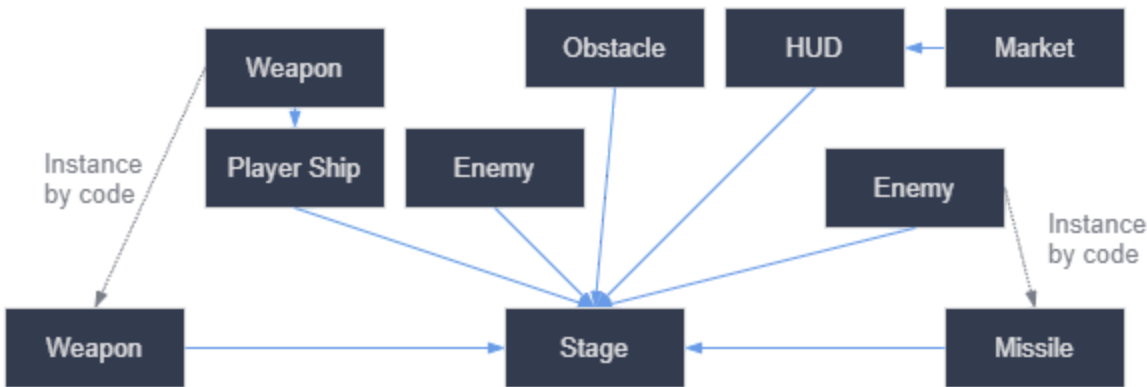 Obstacle
HUD
Market
Weapon
Instance
by code
Player Ship
Enemy
Enemy
Instance
by code
Weapon
Stage
Missile